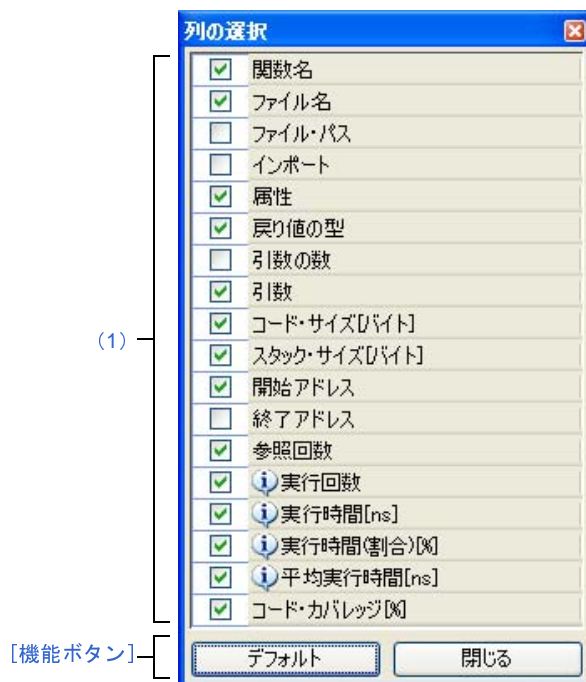 列の選択
関数名
ファイル名
ファイル・パス
インポート
属性
戻り値の型
引数の数
引数
(1)
コード・サイズ[バイト]
スタック・サイズ[バイト]
開始アドレス
終了アドレス
参照回数
実行回数
実行時間[ns]
実行時間(割合)[%]
平均実行時間[ns]
コード・カバレッジ[%]
[機能ボタン]
デフォルト
閉じる